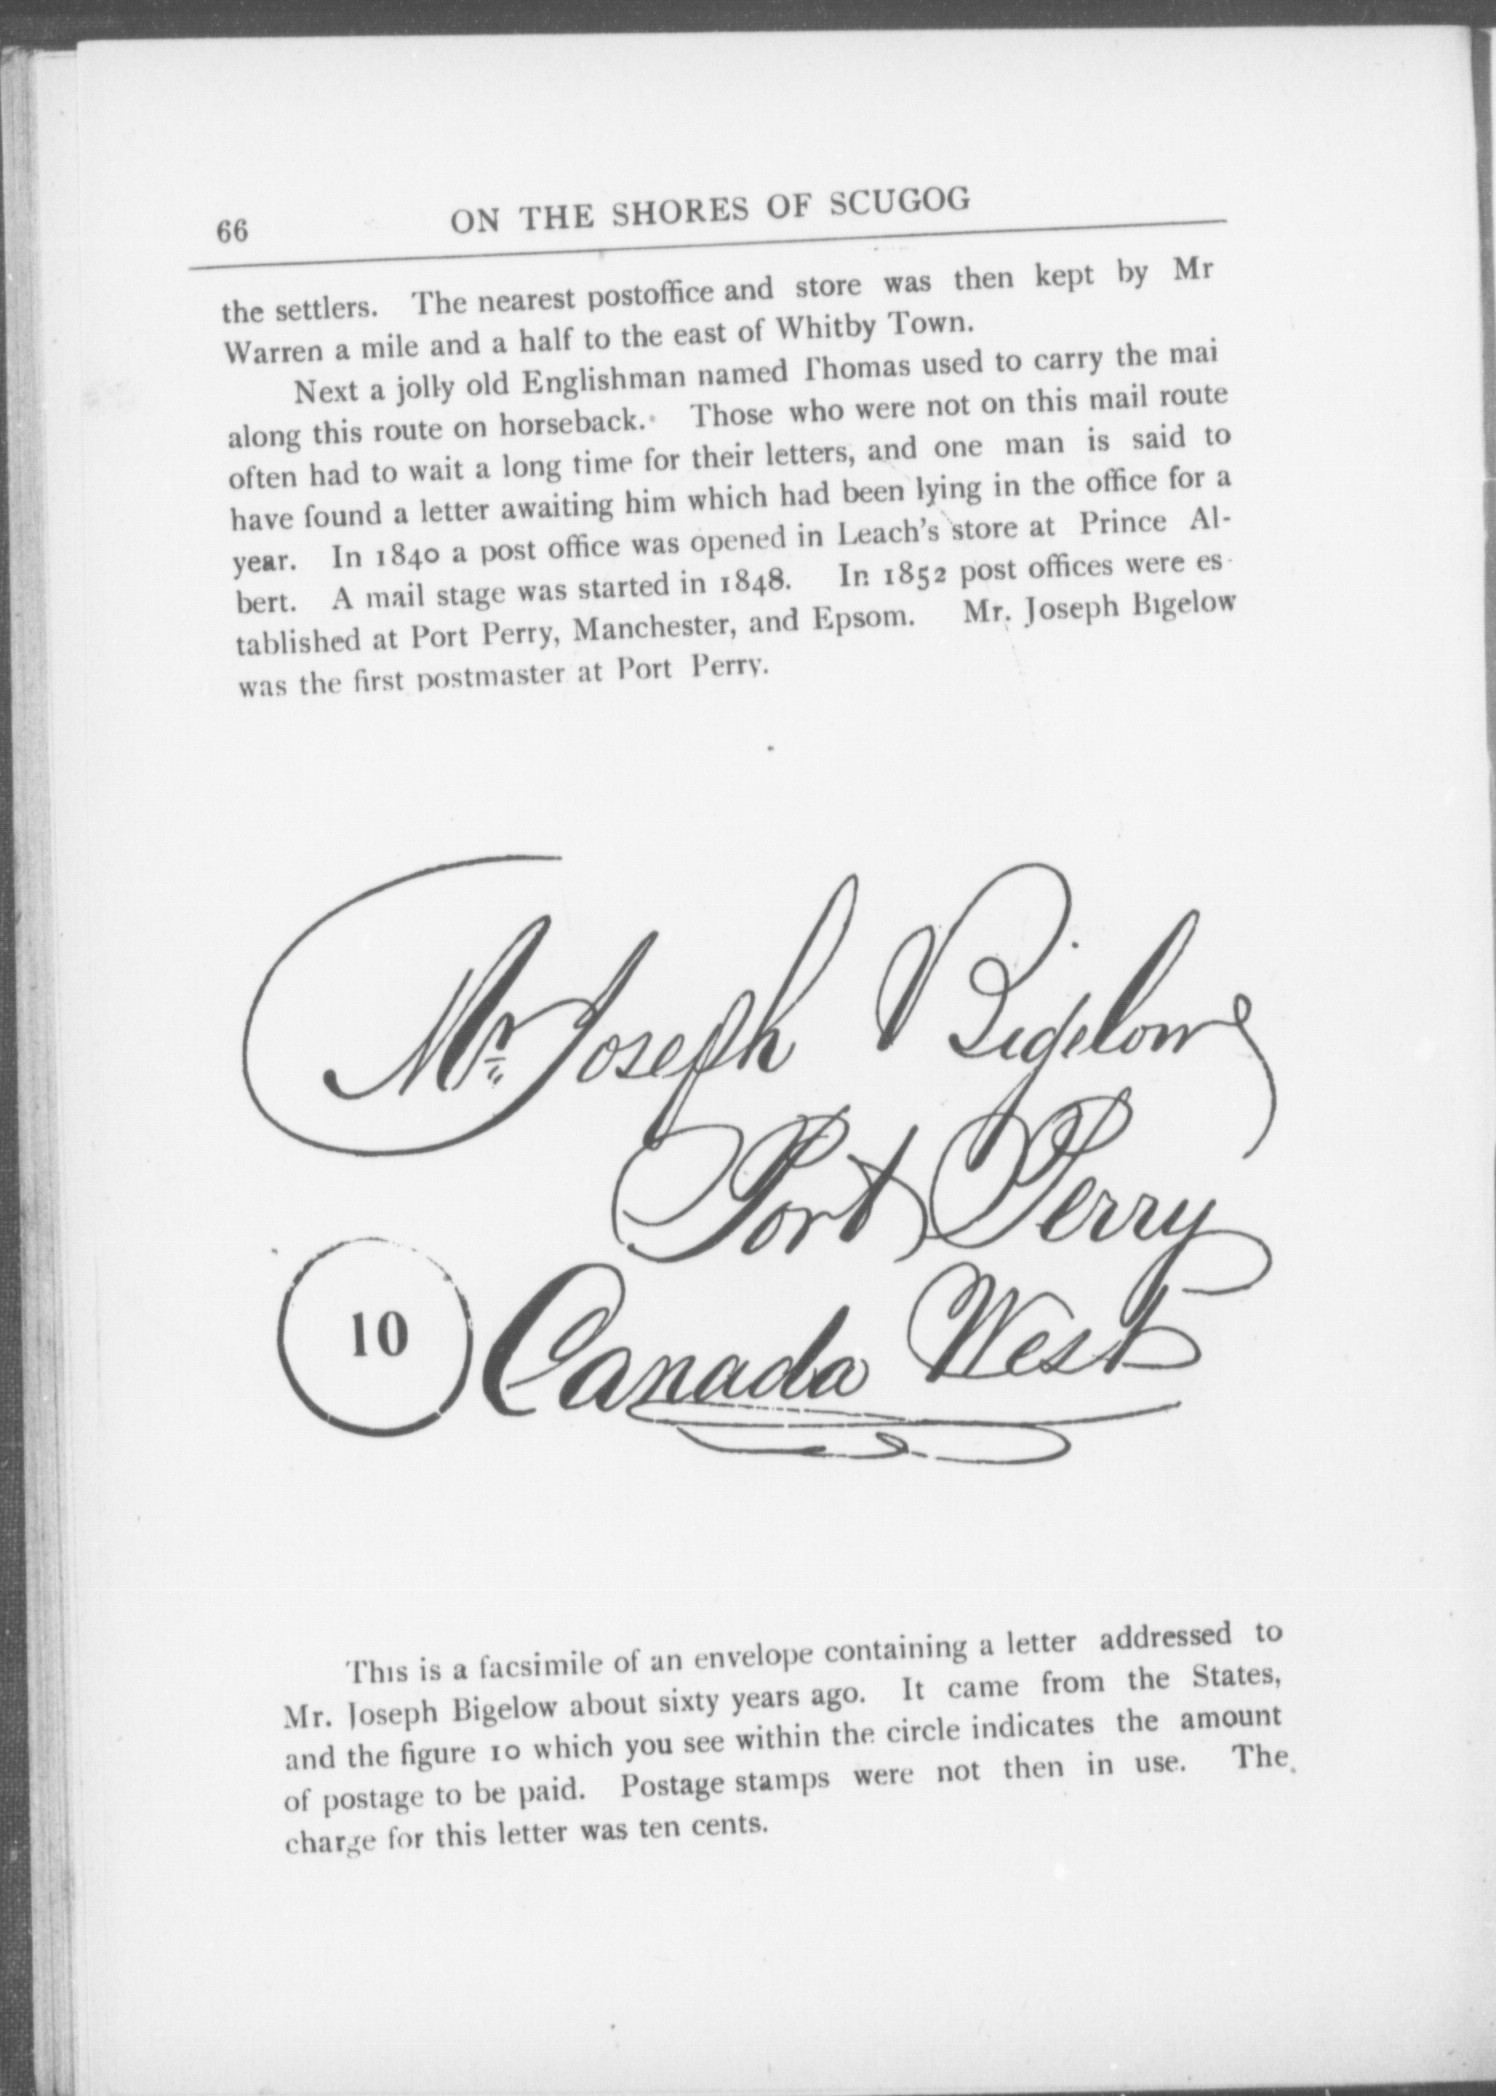 66 ON THE SHORES OF SCUGOG
the settlers. The nearest postoffice and store was then kept by Mr
Warren a mile and a half to the east of Whitby Town.
Next a jolly old Englishman named Thomas used to carry the mai
along this route on horseback. Those who were not on this mail route
often had to wait a long time for their letters, and one man is said to
have found a letter awaiting him which had been lying in the office for a
year. In 1840 a post office was opened in Leach's store at Prince Al-
bert. A mail stage was started in 1848. In 1852 post offices were es-
tablished at Port Perry, Manchester, and Epsom. Mr. Joseph Bigelow
was the first postmaster at Port Perry.
Mr Joseph Bigelow
Port Perry
10 Canada West
This is a facsimile of an envelope containing a letter addressed to
Mr. Joseph Bigelow about sixty years ago. It came from the States,
and the figure 10 which you see within the circle indicates the amount
of postage to be paid. Postage stamps were not then in use. The
charge for this letter was ten cents.